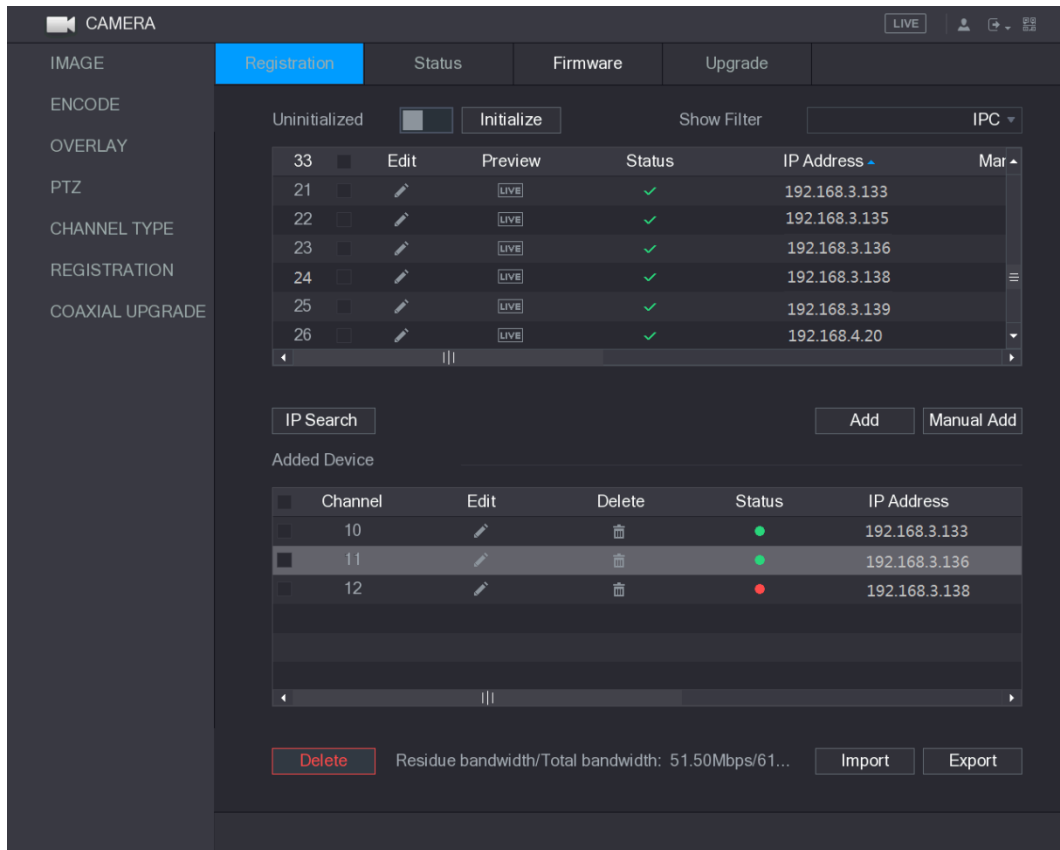 CAMERA LIVE
IMAGE
ENCODE
OVERLAY
PTZ
CHANNEL TYPE
REGISTRATION
COAXIAL UPGRADE
Registration Status Firmware Upgrade
Uninitialized Initialize Show Filter IPC
33 Edit Preview Status IP Address Mar
21 LIVE 192.168.3.133
22 LIVE 192.168.3.135
23 LIVE 192.168.3.136
24 LIVE 192.168.3.138
25 LIVE 192.168.3.139
26 LIVE 192.168.4.20
IP Search Add Manual Add
Added Device
Channel Edit Delete Status IP Address
10 192.168.3.133
11 192.168.3.136
12 192.168.3.138
Delete Residue bandwidth/Total bandwidth: 51.50Mbps/61... Import Export